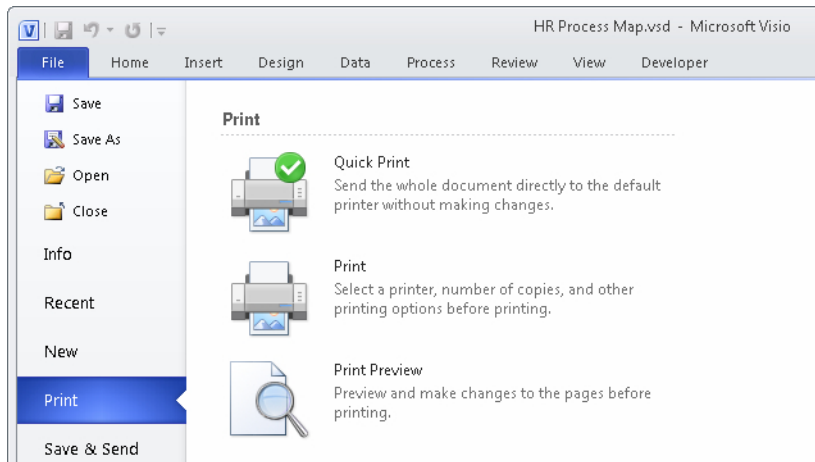 HR Process Map.vsd - Microsoft Visio
File Home Insert Design Data Process Review View Developer
Save
Save As
Open
Close
Info
Recent
New
Print
Save & Send
Print
Quick Print
Send the whole document directly to the default
printer without making changes.
Print
Select a printer, number of copies, and other
printing options before printing.
Print Preview
Preview and make changes to the pages before
printing.